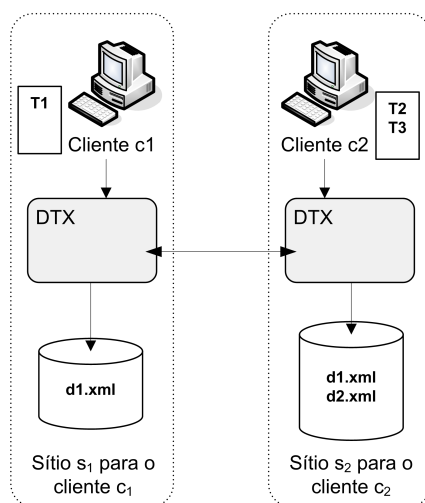 T1
Cliente c1
DTX
d1.xml
Sítio s₁ para o
cliente c₁
T2
T3
Cliente c2
DTX
d1.xml
d2.xml
Sítio s₂ para o
cliente c₂